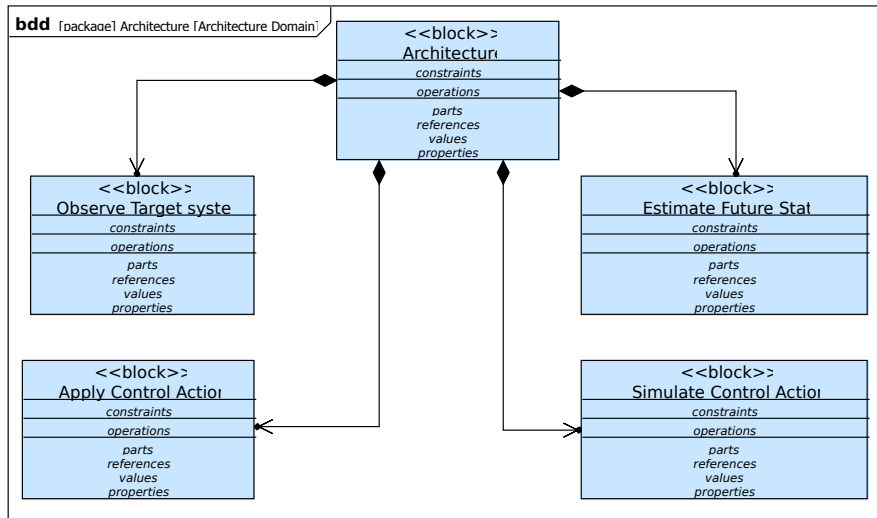 bdd [package] Architecture [Architecture Domain]
<<block>>
Architecture
constraints
operations
parts
references
values
properties
<<block>>
Observe Target syste
constraints
operations
parts
references
values
properties
<<block>>
Estimate Future Stat
constraints
operations
parts
references
values
properties
<<block>>
Apply Control Action
constraints
operations
parts
references
values
properties
<<block>>
Simulate Control Action
constraints
operations
parts
references
values
properties